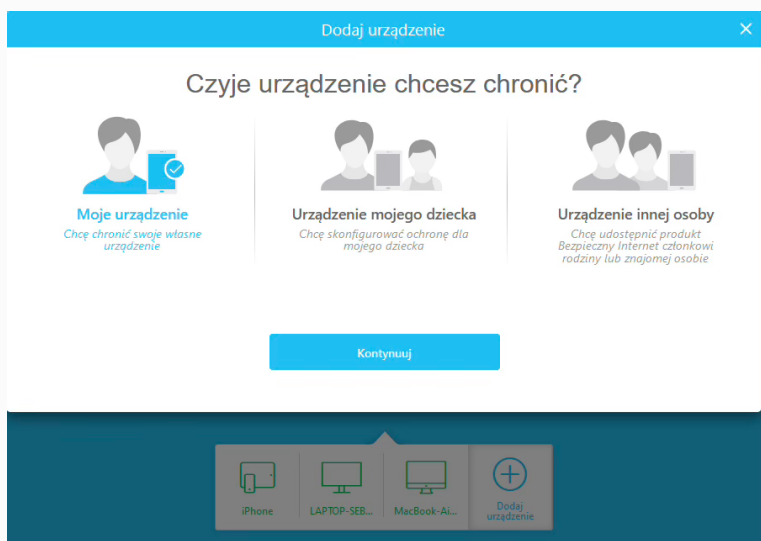 Dodaj urządzenie
Czyje urządzenie chcesz chronić?
Moje urządzenie
Chcę chronić swoje własne
urządzenie
Urządzenie mojego dziecka
Chcę skonfigurować ochronę dla
mojego dziecka
Urządzenie innej osoby
Chcę udostępnić produkt
Bezpieczny Internet członkowi
rodziny lub znajomej osobie
Kontynuuj
iPhone
LAPTOP-SEB...
MacBook-Ai...
Dodaj
urządzenie